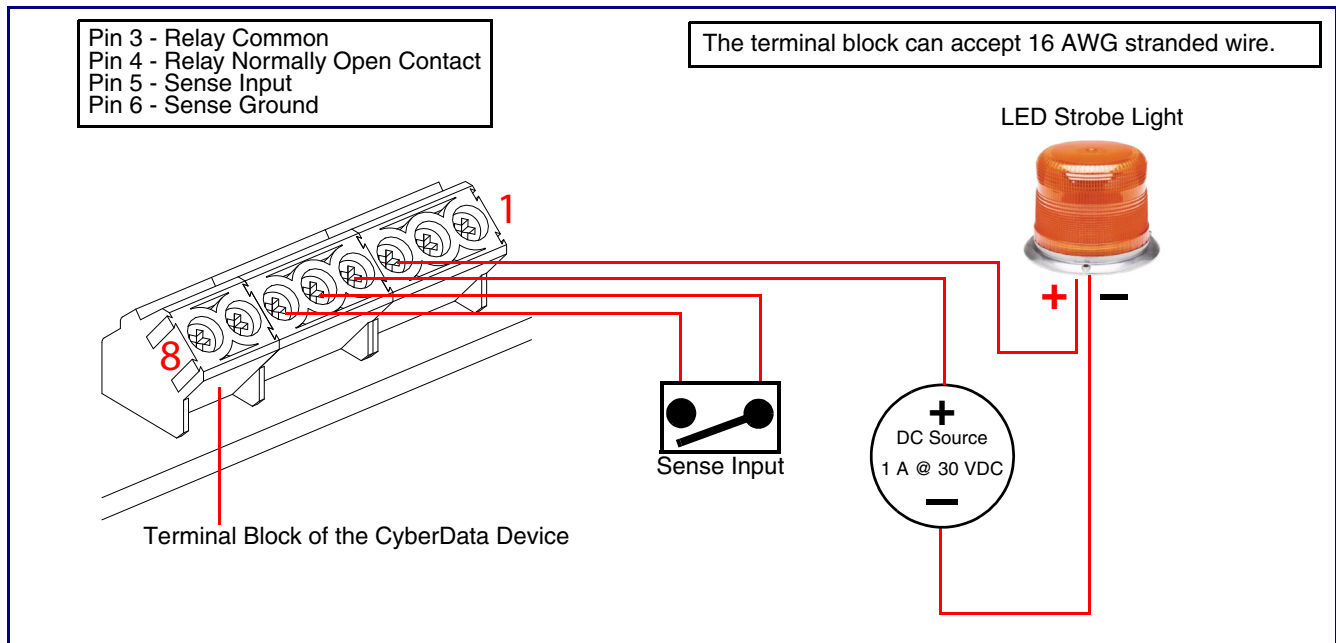 Pin 3 - Relay Common
Pin 4 - Relay Normally Open Contact
Pin 5 - Sense Input
Pin 6 - Sense Ground
The terminal block can accept 16 AWG stranded wire.
LED Strobe Light
1
8
+ −
+
DC Source
1 A @ 30 VDC
−
Sense Input
Terminal Block of the CyberData Device